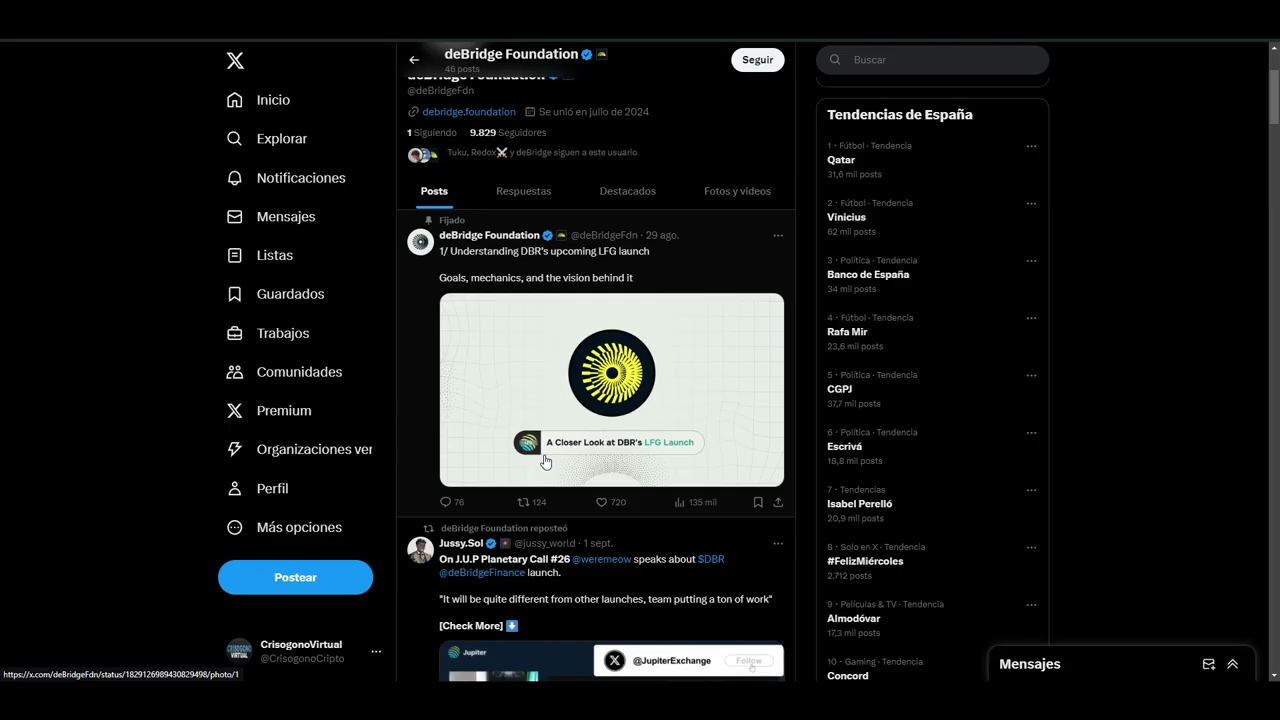 Inicio
Explorar
Notificaciones
Mensajes
Listas
Guardados
Trabajos
Comunidades
Premium
Organizaciones ver
Perfil
Más opciones
Postear
CrisogonoVirtual
@CrisogonoCripto
https://x.com/deBridgeFdn/status/1829126989430829498/photo/1
deBridge Foundation
46 posts
Seguir
deBridge Foundation
@deBridgeFdn
debridge.foundation Se unió en julio de 2024
1 Siguiendo 9.829 Seguidores
Tuku, Redox⚔️ y deBridge siguen a este usuario
Posts Respuestas Destacados Fotos y vídeos
Fijado
deBridge Foundation @deBridgeFdn · 29 ago.
1/ Understanding DBR's upcoming LFG launch
Goals, mechanics, and the vision behind it
A Closer Look at DBR's LFG Launch
76 124 720 135 mil
deBridge Foundation reposteó
Jussy.Sol @jussy_world · 1 sept.
On J.U.P Planetary Call #26 @weremeow speaks about $DBR
@deBridgeFinance launch.
"It will be quite different from other launches, team putting a ton of work"
[Check More] ⬇️
Jupiter
@JupiterExchange Follow
Buscar
Tendencias de España
1 · Fútbol · Tendencia
Qatar
31,6 mil posts
2 · Fútbol · Tendencia
Vinicius
62 mil posts
3 · Política · Tendencia
Banco de España
34 mil posts
4 · Fútbol · Tendencia
Rafa Mir
23,6 mil posts
5 · Política · Tendencia
CGPJ
37,7 mil posts
6 · Política · Tendencia
Escrivá
18,8 mil posts
7 · Tendencias
Isabel Perelló
20,9 mil posts
8 · Solo en X · Tendencia
#FelizMiércoles
2.712 posts
9 · Películas & TV · Tendencia
Almodóvar
17,3 mil posts
10 · Gaming · Tendencia
Concord
Mensajes